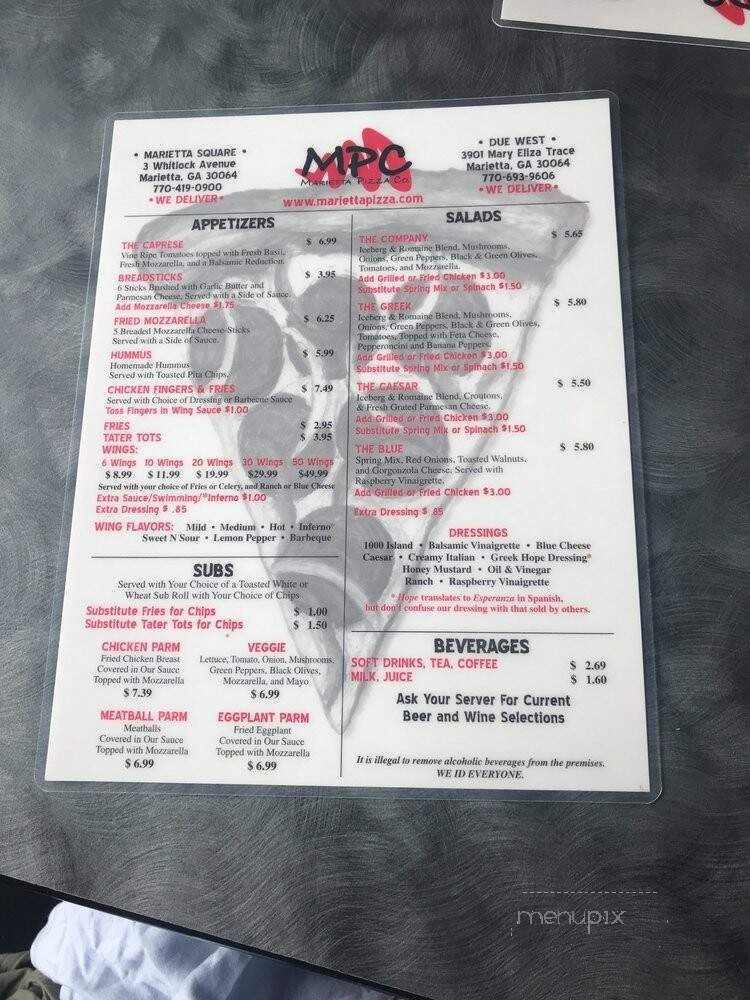 • MARIETTA SQUARE •
3 Whitlock Avenue
Marietta, GA 30064
770-419-0900
•WE DELIVER•
MPC
MARIETTA PIZZA CO.
www.mariettapizza.com
• DUE WEST •
3901 Mary Eliza Trace
Marietta, GA 30064
770-693-9606
•WE DELIVER•
APPETIZERS
THE CAPRESE $ 6.99
Vine Ripe Tomatoes topped with Fresh Basil,
Fresh Mozzarella, and a Balsamic Reduction.
BREADSTICKS $ 3.95
6 Sticks Brushed with Garlic Butter and
Parmesan Cheese, Served with a Side of Sauce.
Add Mozzarella Cheese $1.75
FRIED MOZZARELLA $ 6.25
5 Breaded Mozzarella Cheese Sticks
Served with a Side of Sauce.
HUMMUS $ 5.99
Homemade Hummus
Served with Toasted Pita Chips.
CHICKEN FINGERS & FRIES $ 7.49
Served with Choice of Dressing or Barbecue Sauce
Toss Fingers in Wing Sauce $1.00
FRIES $ 2.95
TATER TOTS $ 3.95
WINGS:
6 Wings 10 Wings 20 Wings 30 Wings 50 Wings
$ 8.99 $ 11.99 $ 19.99 $29.99 $49.99
Served with your choice of Fries or Celery, and Ranch or Blue Cheese
Extra Sauce/Swimming/*Inferno $1.00
Extra Dressing $ .85
WING FLAVORS: Mild • Medium • Hot • Inferno*
Sweet N Sour • Lemon Pepper • Barbeque
SUBS
Served with Your Choice of a Toasted White or
Wheat Sub Roll with Your Choice of Chips
Substitute Fries for Chips $ 1.00
Substitute Tater Tots for Chips $ 1.50
CHICKEN PARM
Fried Chicken Breast
Covered in Our Sauce
Topped with Mozzarella
$ 7.39
VEGGIE
Lettuce, Tomato, Onion, Mushrooms,
Green Peppers, Black Olives,
Mozzarella, and Mayo
$ 6.99
MEATBALL PARM
Meatballs
Covered in Our Sauce
Topped with Mozzarella
$ 6.99
EGGPLANT PARM
Fried Eggplant
Covered in Our Sauce
Topped with Mozzarella
$ 6.99
SALADS
THE COMPANY $ 5.65
Iceberg & Romaine Blend, Mushrooms,
Onions, Green Peppers, Black & Green Olives,
Tomatoes, and Mozzarella.
Add Grilled or Fried Chicken $3.00
Substitute Spring Mix or Spinach $1.50
THE GREEK $ 5.80
Iceberg & Romaine Blend, Mushrooms,
Onions, Green Peppers, Black & Green Olives,
Tomatoes, Topped with Feta Cheese,
Pepperoncini and Banana Peppers.
Add Grilled or Fried Chicken $3.00
Substitute Spring Mix or Spinach $1.50
THE CAESAR $ 5.50
Iceberg & Romaine Blend, Croutons,
& Fresh Grated Parmesan Cheese.
Add Grilled or Fried Chicken $3.00
Substitute Spring Mix or Spinach $1.50
THE BLUE $ 5.80
Spring Mix, Red Onions, Toasted Walnuts,
and Gorgonzola Cheese. Served with
Raspberry Vinaigrette.
Add Grilled or Fried Chicken $3.00
Extra Dressing $ .85
DRESSINGS
1000 Island • Balsamic Vinaigrette • Blue Cheese
Caesar • Creamy Italian • Greek Hope Dressing*
Honey Mustard • Oil & Vinegar
Ranch • Raspberry Vinaigrette
* Hope translates to Esperanza in Spanish,
but don't confuse our dressing with that sold by others.
BEVERAGES
SOFT DRINKS, TEA, COFFEE $ 2.69
MILK, JUICE $ 1.60
Ask Your Server For Current
Beer and Wine Selections
It is illegal to remove alcoholic beverages from the premises.
WE ID EVERYONE.
menupix